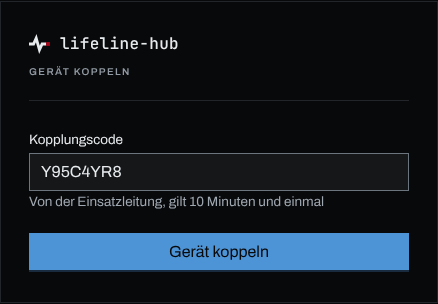 lifeline-hub
GERÄT KOPPELN
Kopplungscode
Y95C4YR8
Von der Einsatzleitung, gilt 10 Minuten und einmal
Gerät koppeln